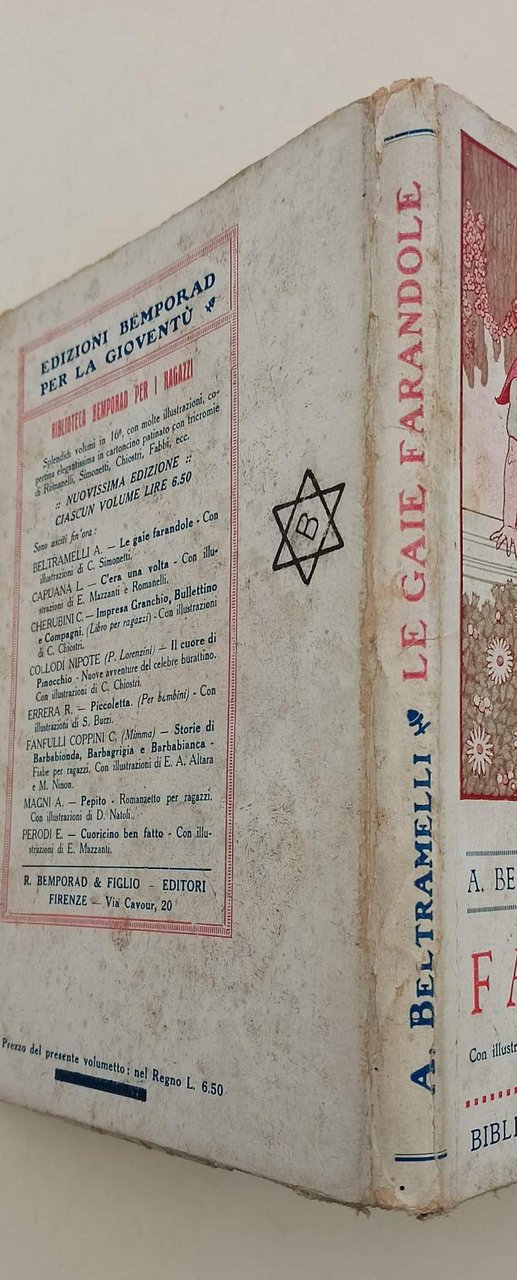 EDIZIONI BEMPORAD
PER LA GIOVENTÙ
BIBLIOTECA BEMPORAD PER I RAGAZZI
Splendidi volumi in 16º, con molte illustrazioni, co-
pertina elegantissima in cartoncino patinato con tricromie
di Romanelli, Simonetti, Chiostri, Fabbi, ecc.
:: NUOVISSIMA EDIZIONE ::
CIASCUN VOLUME LIRE 6.50
Sono usciti fin'ora:
BELTRAMELLI A. — Le gaie farandole - Con
illustrazioni di C. Simonetti.
CAPUANA L. — C'era una volta - Con illu-
strazioni di E. Mazzanti e Romanelli.
CHERUBINI C. — Impresa Granchio, Bullettino
e Compagni. (Libro per ragazzi) - Con illustrazioni
di C. Chiostri.
COLLODI NIPOTE (P. Lorenzini) — Il cuore di
Pinocchio - Nuove avventure del celebre burattino.
Con illustrazioni di C. Chiostri.
ERRERA R. — Piccoletta. (Per bambini) - Con
illustrazioni di S. Burzi.
FANFULLI COPPINI C. (Mimma) — Storie di
Barbabionda, Barbagrigia e Barbabianca -
Fiabe per ragazzi. Con illustrazioni di E. A. Altara
e M. Ninon.
MAGNI A. — Pepito - Romanzetto per ragazzi.
Con illustrazioni di D. Natoli.
PERODI E. — Cuoricino ben fatto - Con illu-
strazioni di E. Mazzanti.
R. BEMPORAD & FIGLIO - EDITORI
FIRENZE — Via Cavour, 20
Prezzo del presente volumetto: nel Regno L. 6.50
B
A. BELTRAMELLI LE GAIE FARANDOLE
A. BE
FA
Con illustr
BIBLI